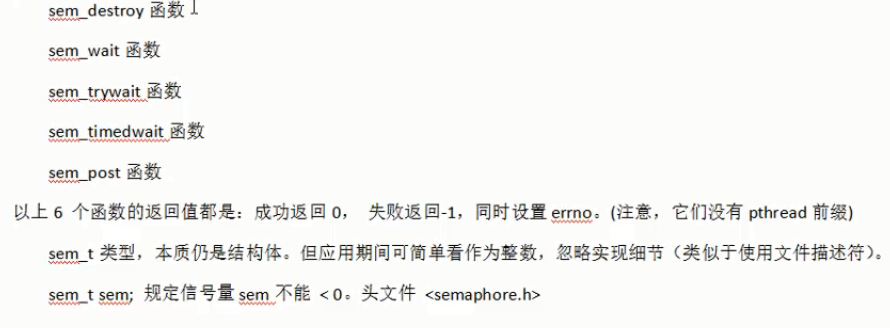 sem_destroy 函数
sem_wait 函数
sem_trywait 函数
sem_timedwait 函数
sem_post 函数
以上 6 个函数的返回值都是：成功返回 0， 失败返回-1，同时设置 errno。(注意，它们没有 pthread 前缀)
sem_t 类型，本质仍是结构体。但应用期间可简单看作为整数，忽略实现细节（类似于使用文件描述符）。
sem_t sem; 规定信号量 sem 不能 < 0。头文件 <semaphore.h>